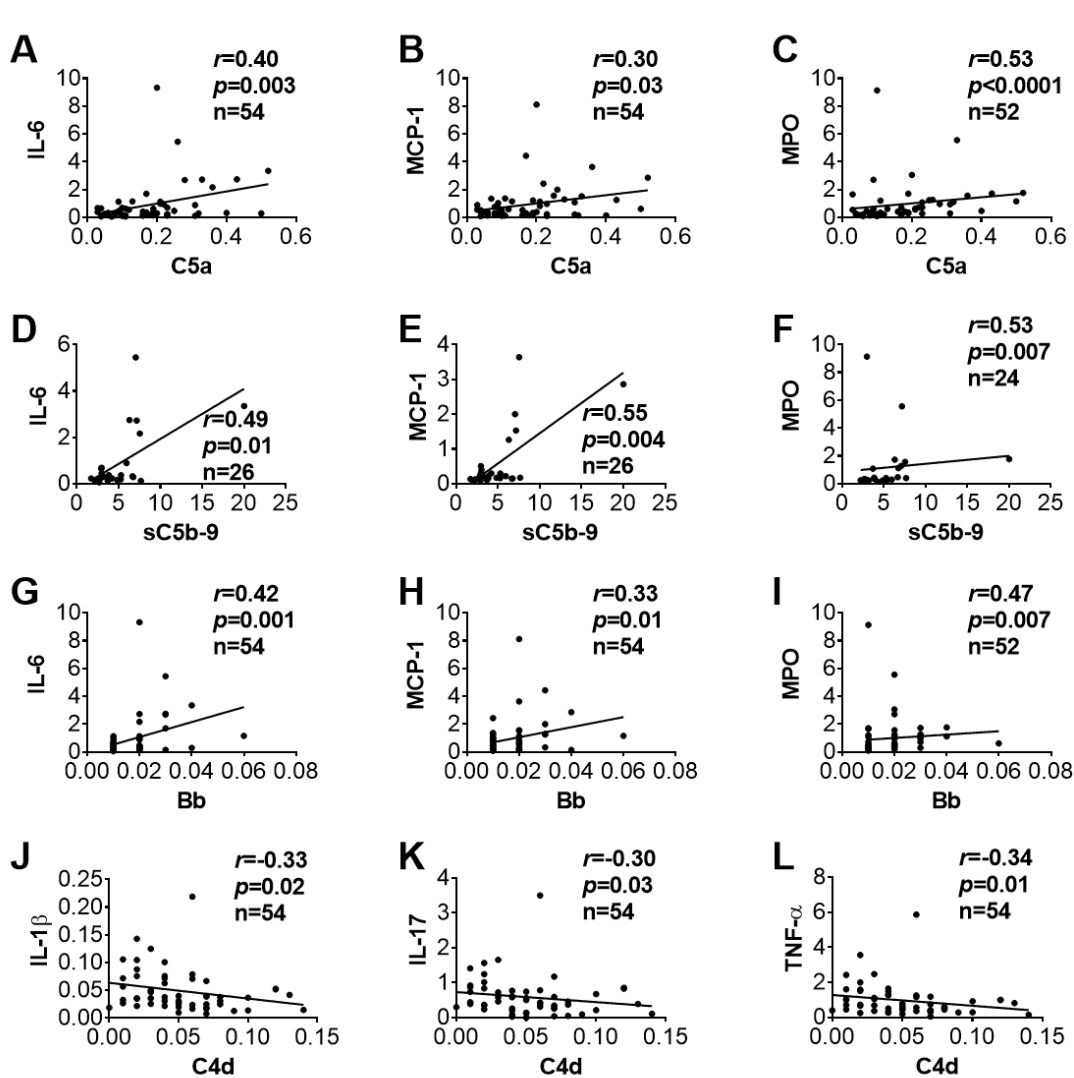 A
r=0.40
p=0.003
n=54
IL-6
10
8
6
4
2
0
0.0 0.2 0.4 0.6
C5a
B
r=0.30
p=0.03
n=54
MCP-1
10
8
6
4
2
0
0.0 0.2 0.4 0.6
C5a
C
r=0.53
p<0.0001
n=52
MPO
10
8
6
4
2
0
0.0 0.2 0.4 0.6
C5a
D
IL-6
6
4
2
0
r=0.49
p=0.01
n=26
0 5 10 15 20 25
sC5b-9
E
MCP-1
4
3
2
1
0
r=0.55
p=0.004
n=26
0 5 10 15 20 25
sC5b-9
F
r=0.53
p=0.007
n=24
MPO
10
8
6
4
2
0
0 5 10 15 20 25
sC5b-9
G
r=0.42
p=0.001
n=54
IL-6
10
8
6
4
2
0
0.00 0.02 0.04 0.06 0.08
Bb
H
r=0.33
p=0.01
n=54
MCP-1
10
8
6
4
2
0
0.00 0.02 0.04 0.06 0.08
Bb
I
r=0.47
p=0.007
n=52
MPO
10
8
6
4
2
0
0.00 0.02 0.04 0.06 0.08
Bb
J
r=-0.33
p=0.02
n=54
IL-1β
0.25
0.20
0.15
0.10
0.05
0.00
0.00 0.05 0.10 0.15
C4d
K
r=-0.30
p=0.03
n=54
IL-17
4
3
2
1
0
0.00 0.05 0.10 0.15
C4d
L
r=-0.34
p=0.01
n=54
TNF-α
8
6
4
2
0
0.00 0.05 0.10 0.15
C4d